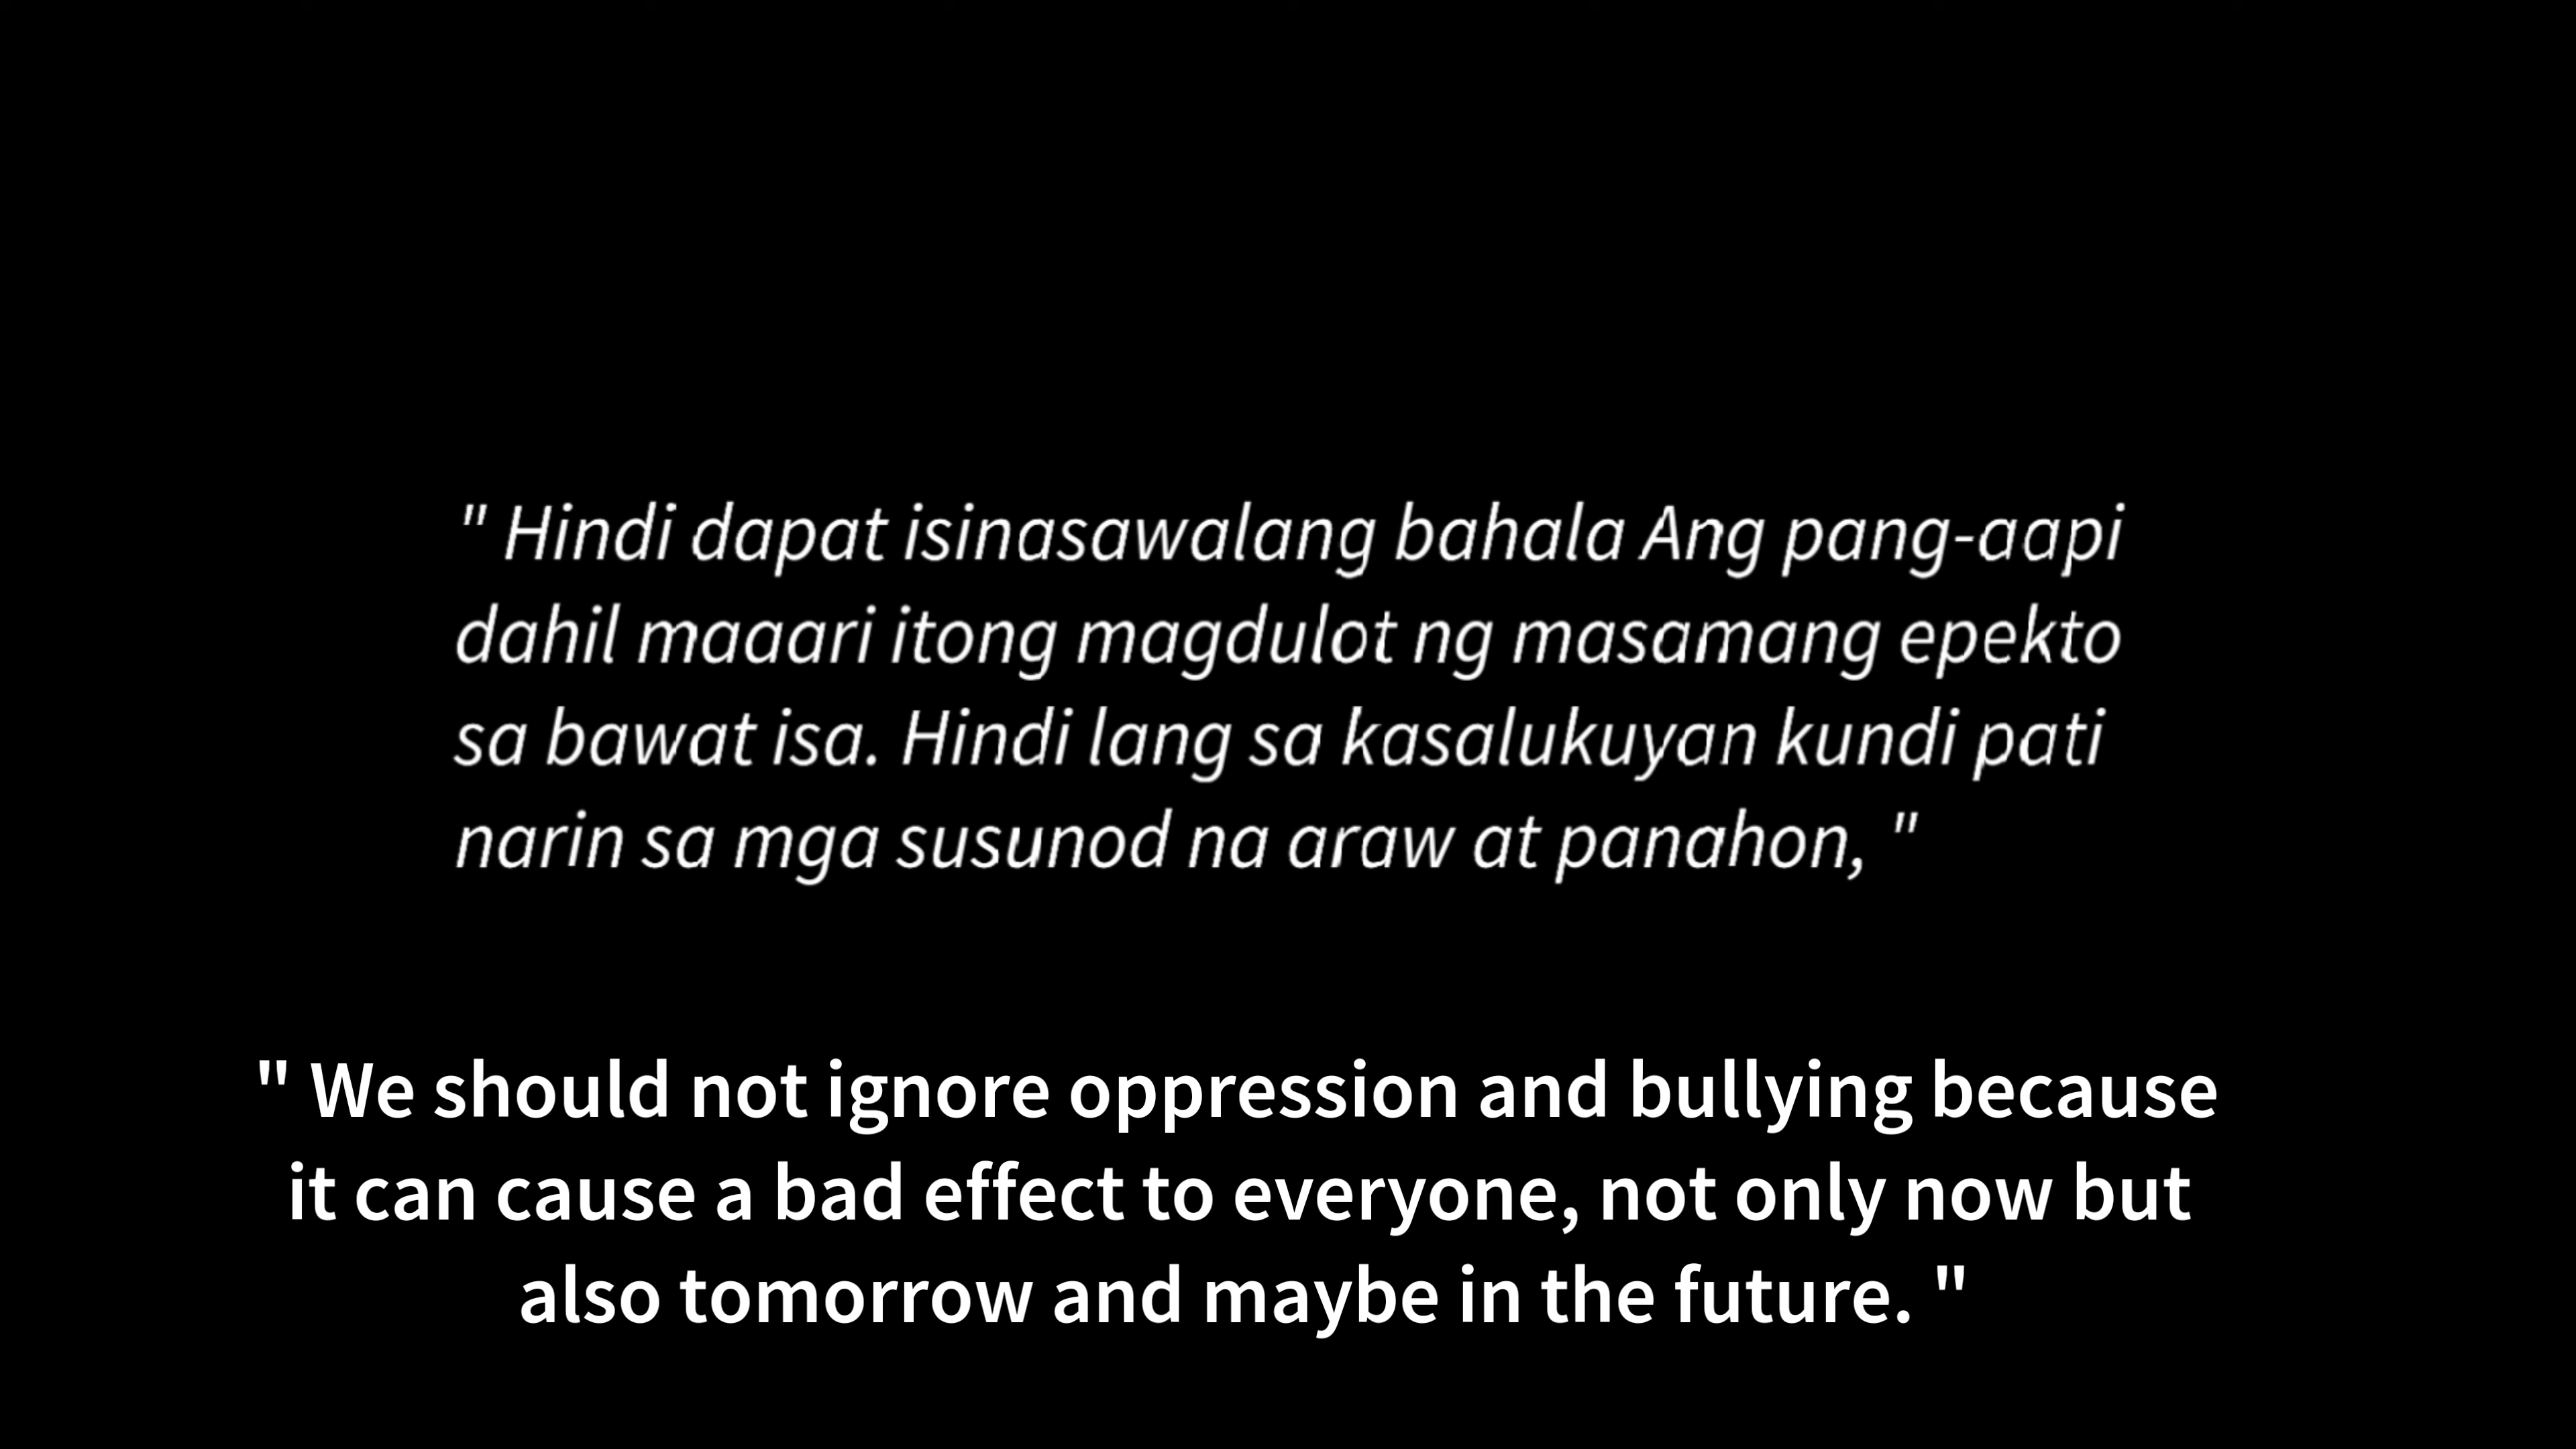 " Hindi dapat isinasawalang bahala Ang pang-aapi
dahil maaari itong magdulot ng masamang epekto
sa bawat isa. Hindi lang sa kasalukuyan kundi pati
narin sa mga susunod na araw at panahon, "
" We should not ignore oppression and bullying because
it can cause a bad effect to everyone, not only now but
also tomorrow and maybe in the future. "